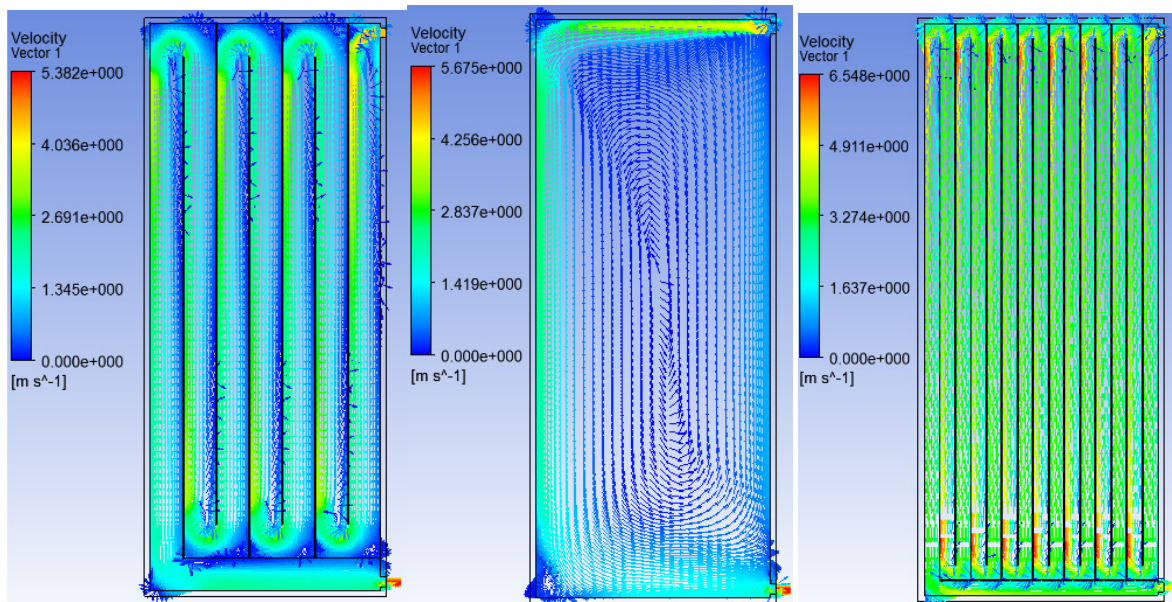 Velocity
Vector 1
5.382e+000
4.036e+000
2.691e+000
1.345e+000
0.000e+000
[m s^-1]
Velocity
Vector 1
5.675e+000
4.256e+000
2.837e+000
1.419e+000
0.000e+000
[m s^-1]
Velocity
Vector 1
6.548e+000
4.911e+000
3.274e+000
1.637e+000
0.000e+000
[m s^-1]